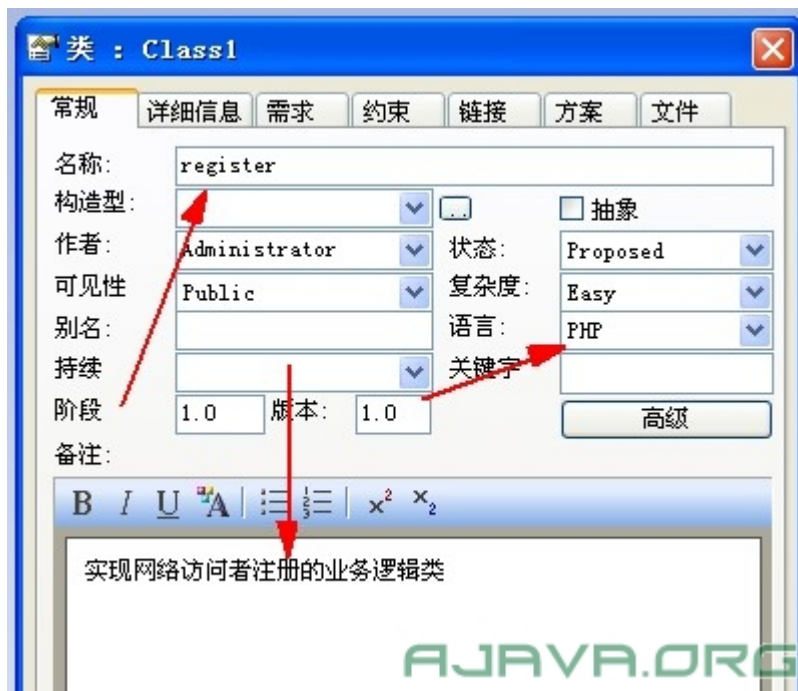 类 : Class1
常规 详细信息 需求 约束 链接 方案 文件
名称: register
构造型: .. 抽象
作者: Administrator 状态: Proposed
可见性 Public 复杂度: Easy
别名: 语言: PHP
持续 关键字
阶段 1.0 版本: 1.0 高级
备注:
B I U A x² x₂
实现网络访问者注册的业务逻辑类
AJAVA.ORG